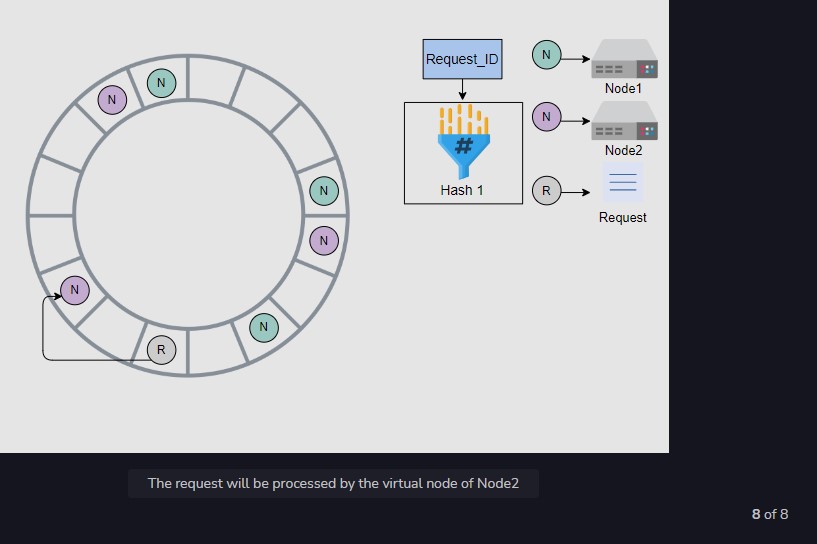 Request_ID
#
Hash 1
N
Node1
N
Node2
R
Request
N
N
N
N
N
N
R
The request will be processed by the virtual node of Node2
8 of 8